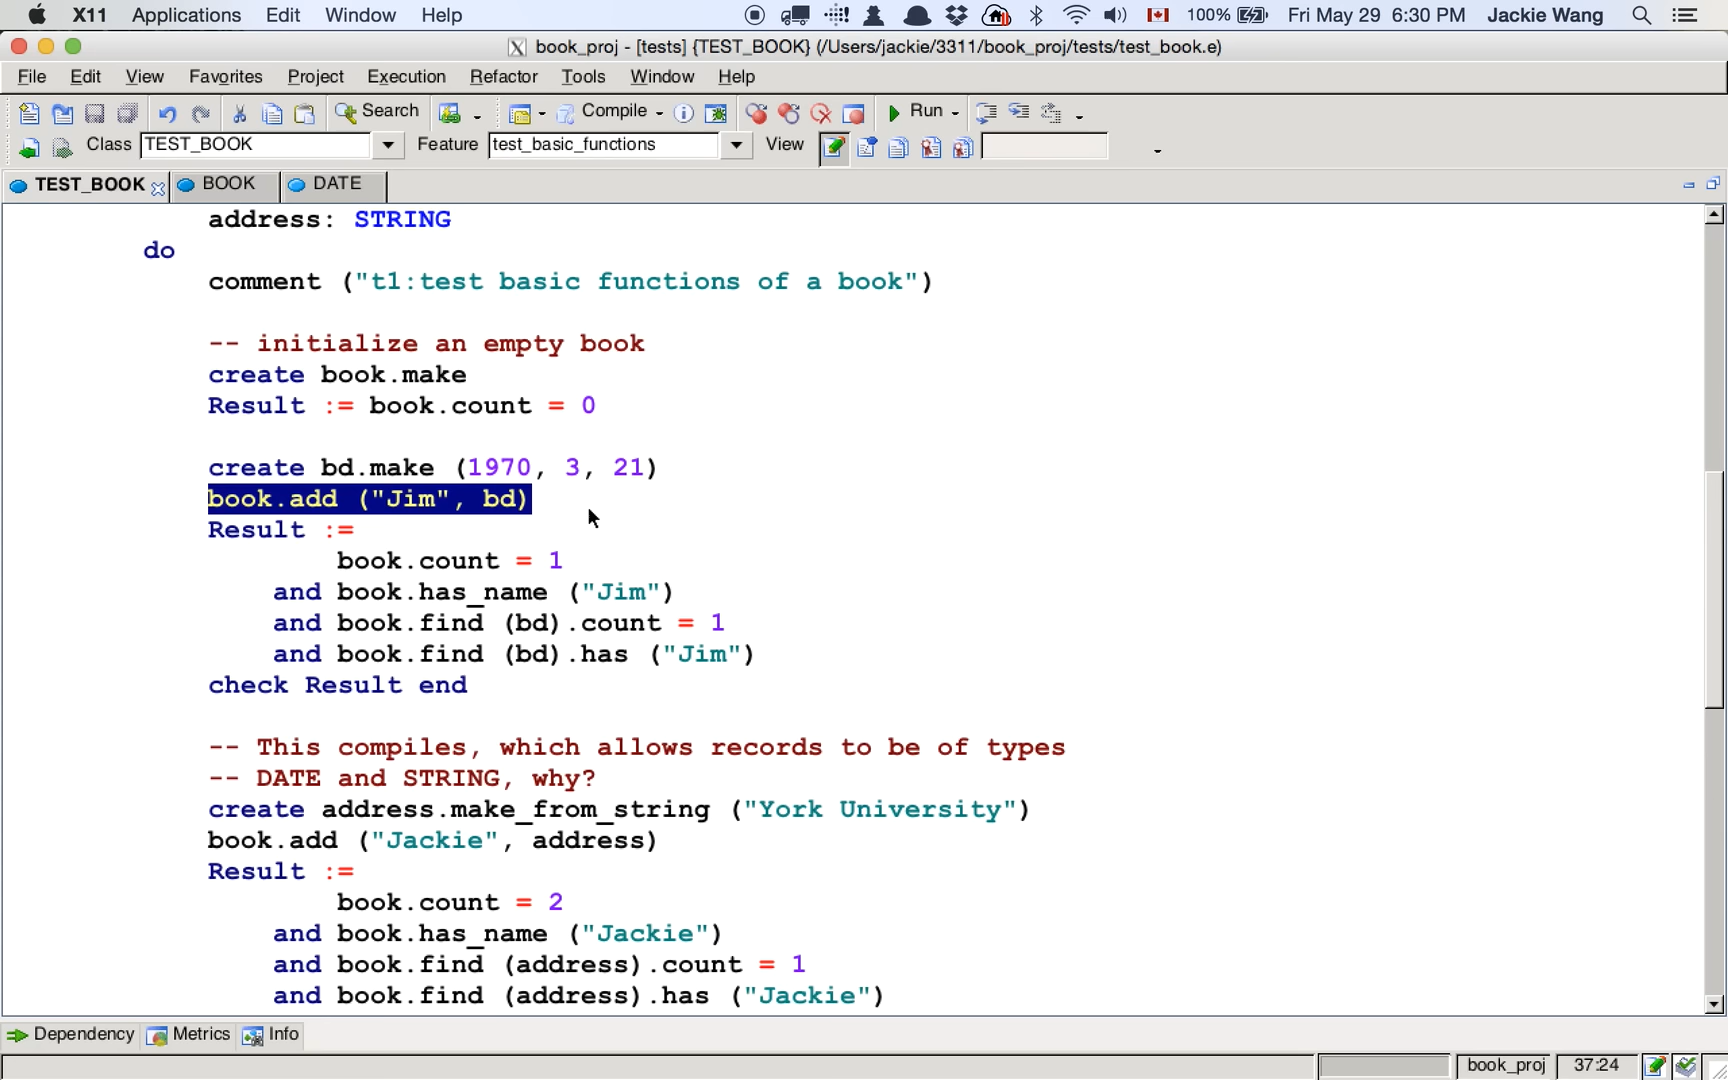 X11 Applications Edit Window Help 100% Fri May 29 6:30 PM Jackie Wang
book_proj - [tests] {TEST_BOOK} (/Users/jackie/3311/book_proj/tests/test_book.e)
File Edit View Favorites Project Execution Refactor Tools Window Help
Search Compile Run
Class TEST_BOOK Feature test_basic_functions View
TEST_BOOK BOOK DATE
address: STRING
do
comment ("t1:test basic functions of a book")
-- initialize an empty book
create book.make
Result := book.count = 0
create bd.make (1970, 3, 21)
book.add ("Jim", bd)
Result :=
book.count = 1
and book.has_name ("Jim")
and book.find (bd).count = 1
and book.find (bd).has ("Jim")
check Result end
-- This compiles, which allows records to be of types
-- DATE and STRING, why?
create address.make_from_string ("York University")
book.add ("Jackie", address)
Result :=
book.count = 2
and book.has_name ("Jackie")
and book.find (address).count = 1
and book.find (address).has ("Jackie")
Dependency Metrics Info
book_proj 37:24